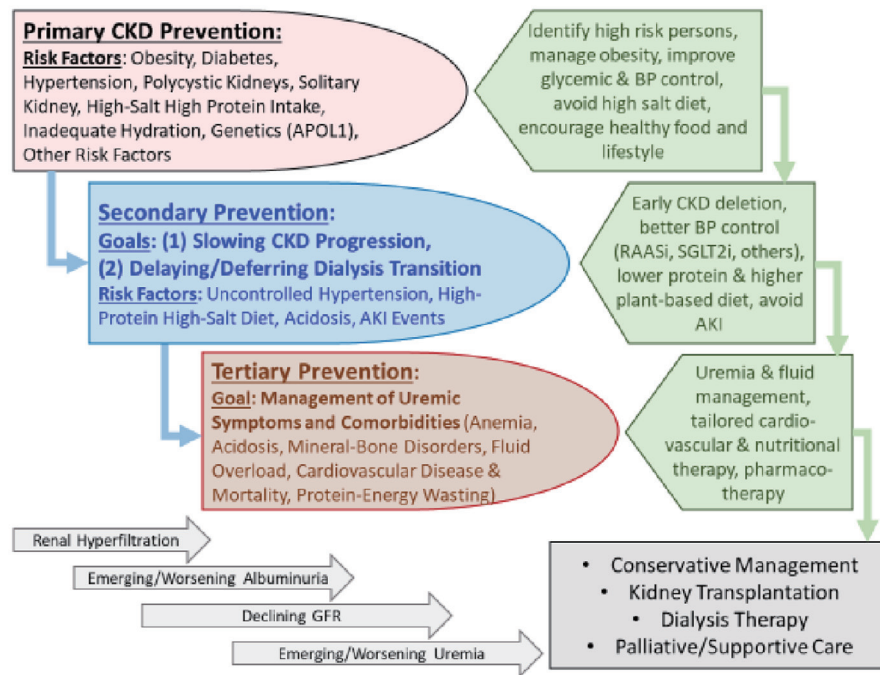 Primary CKD Prevention:
Risk Factors: Obesity, Diabetes,
Hypertension, Polycystic Kidneys, Solitary
Kidney, High-Salt High Protein Intake,
Inadequate Hydration, Genetics (APOL1),
Other Risk Factors
Identify high risk persons,
manage obesity, improve
glycemic & BP control,
avoid high salt diet,
encourage healthy food and
lifestyle
Secondary Prevention:
Goals: (1) Slowing CKD Progression,
(2) Delaying/Deferring Dialysis Transition
Risk Factors: Uncontrolled Hypertension, High-
Protein High-Salt Diet, Acidosis, AKI Events
Early CKD deletion,
better BP control
(RAASi, SGLT2i, others),
lower protein & higher
plant-based diet, avoid
AKI
Tertiary Prevention:
Goal: Management of Uremic
Symptoms and Comorbidities (Anemia,
Acidosis, Mineral-Bone Disorders, Fluid
Overload, Cardiovascular Disease &
Mortality, Protein-Energy Wasting)
Uremia & fluid
management,
tailored cardio-
vascular &
nutritional
therapy, pharmaco-
therapy
Renal Hyperfiltration
Emerging/Worsening Albuminuria
Declining GFR
Emerging/Worsening Uremia
• Conservative Management
• Kidney Transplantation
• Dialysis Therapy
• Palliative/Supportive Care